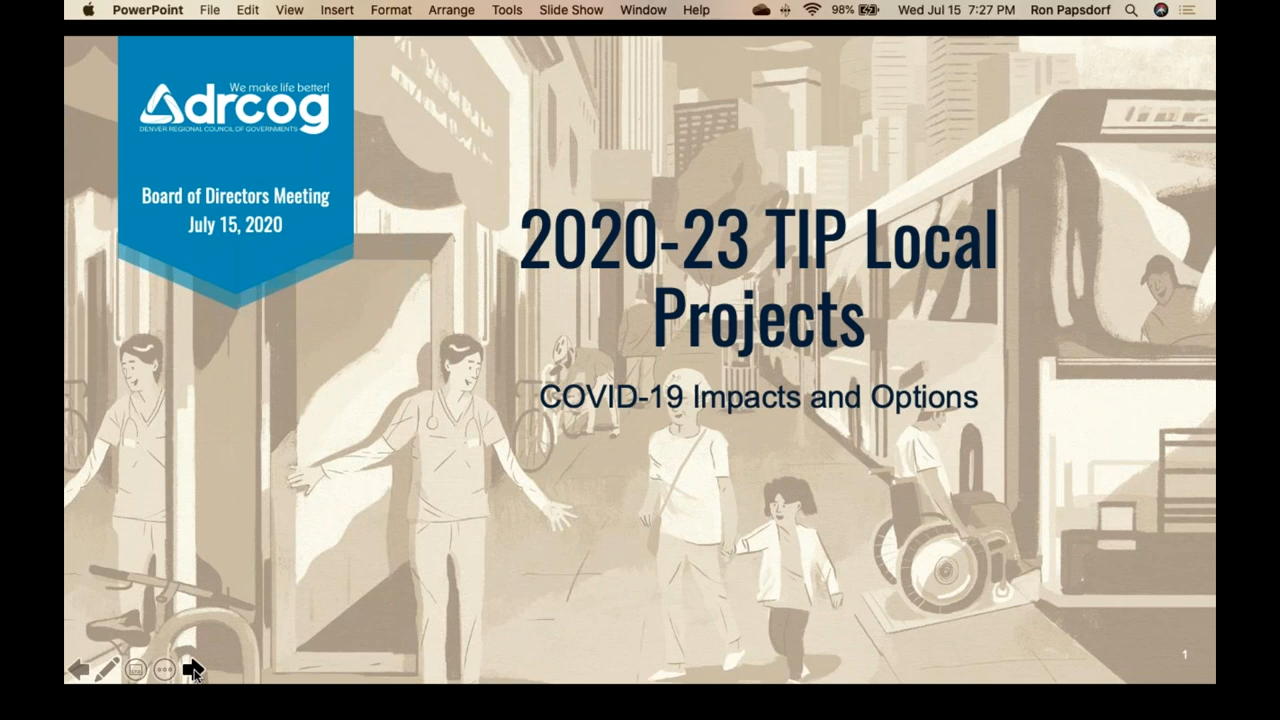 PowerPoint File Edit View Insert Format Arrange Tools Slide Show Window Help 98% Wed Jul 15 7:27 PM Ron Papsdorf
We make life better!
drcog
DENVER REGIONAL COUNCIL OF GOVERNMENTS
Board of Directors Meeting
July 15, 2020
2020-23 TIP Local
Projects
COVID-19 Impacts and Options
1